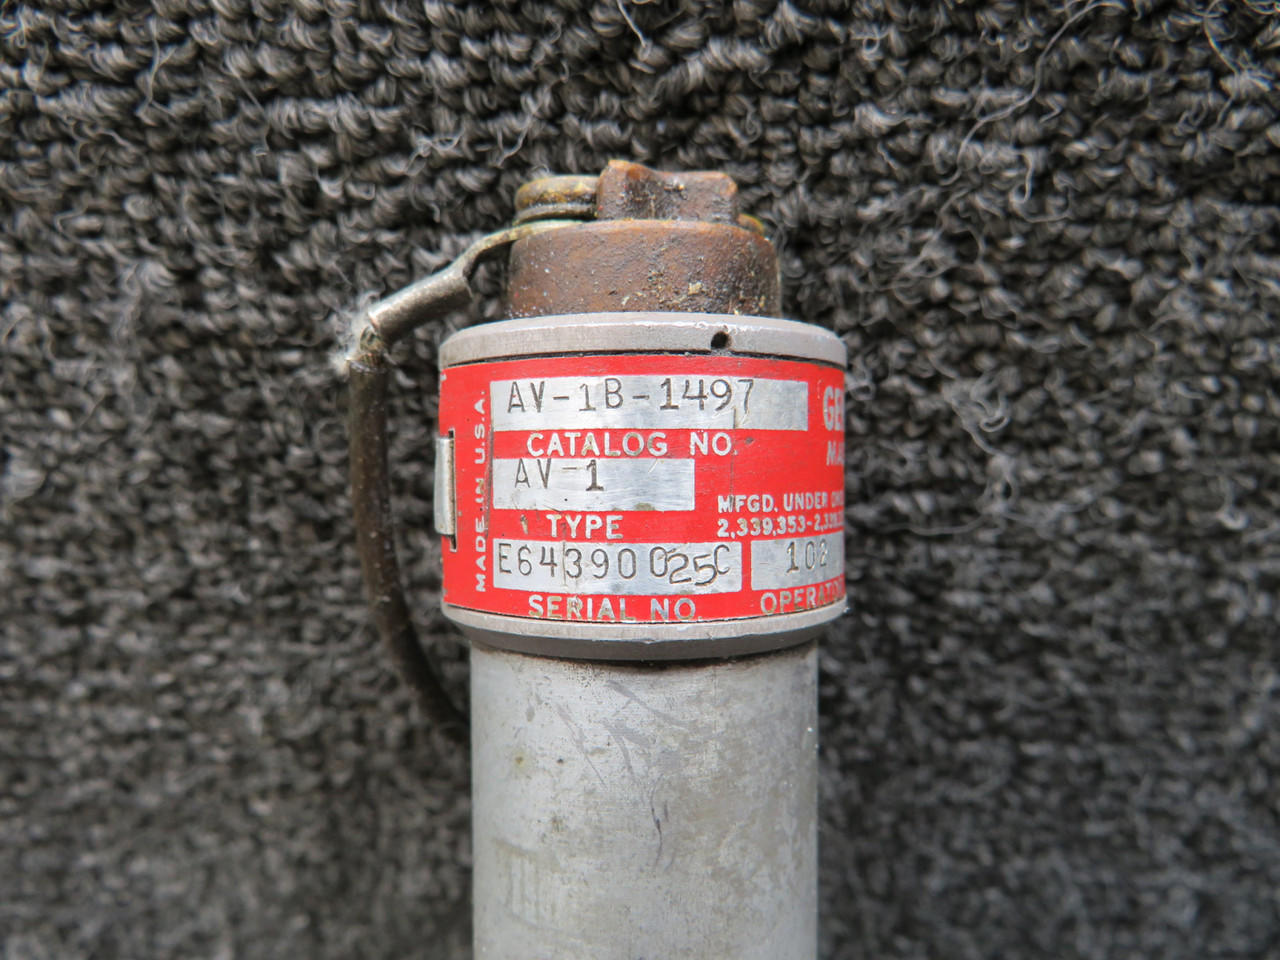 MADE IN U.S.A.
AV-1B-1497
CATALOG NO.
AV-1
TYPE
MFGD. UNDER
2,339,353-
E64390025C
SERIAL NO.
102